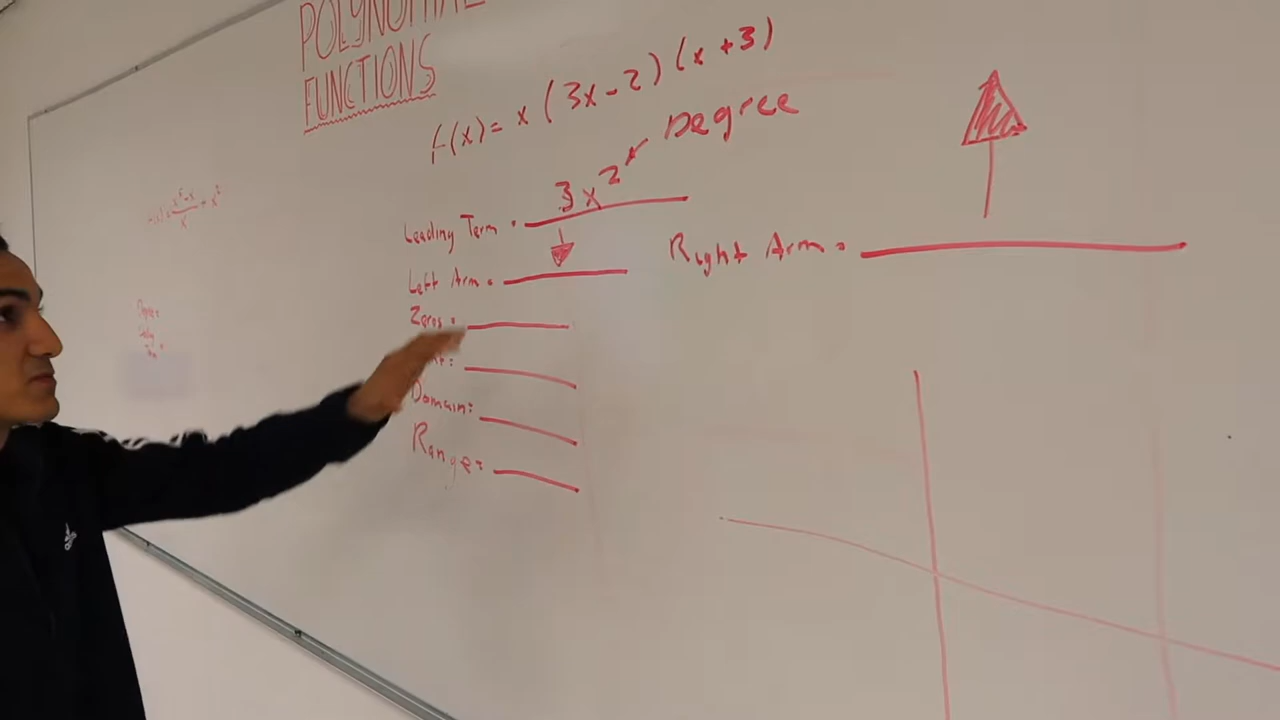 POLYNOMIAL
FUNCTIONS
f(x)= x (3x-2)(x+3)
Degree
3x²
Leading Term:
Left Arm:
Right Arm:
Zeros:
Domain:
Range: